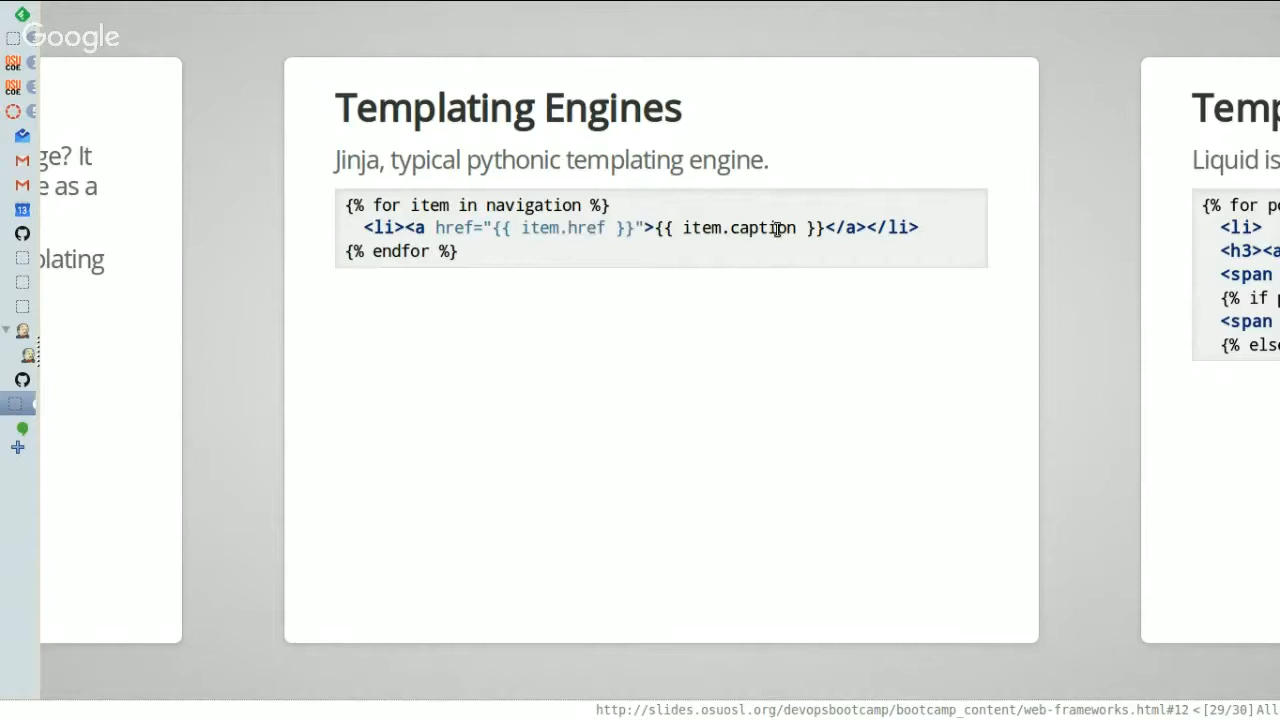 Google
ge? It
e as a
plating
Templating Engines
Jinja, typical pythonic templating engine.
{% for item in navigation %}
<li><a href="{{ item.href }}">{{ item.caption }}</a></li>
{% endfor %}
Temp
Liquid is
{% for po
<li>
<h3><a
<span
{% if p
<span
{% else
http://slides.osuosl.org/devopsbootcamp/bootcamp_content/web-frameworks.html#12 < [29/30] All